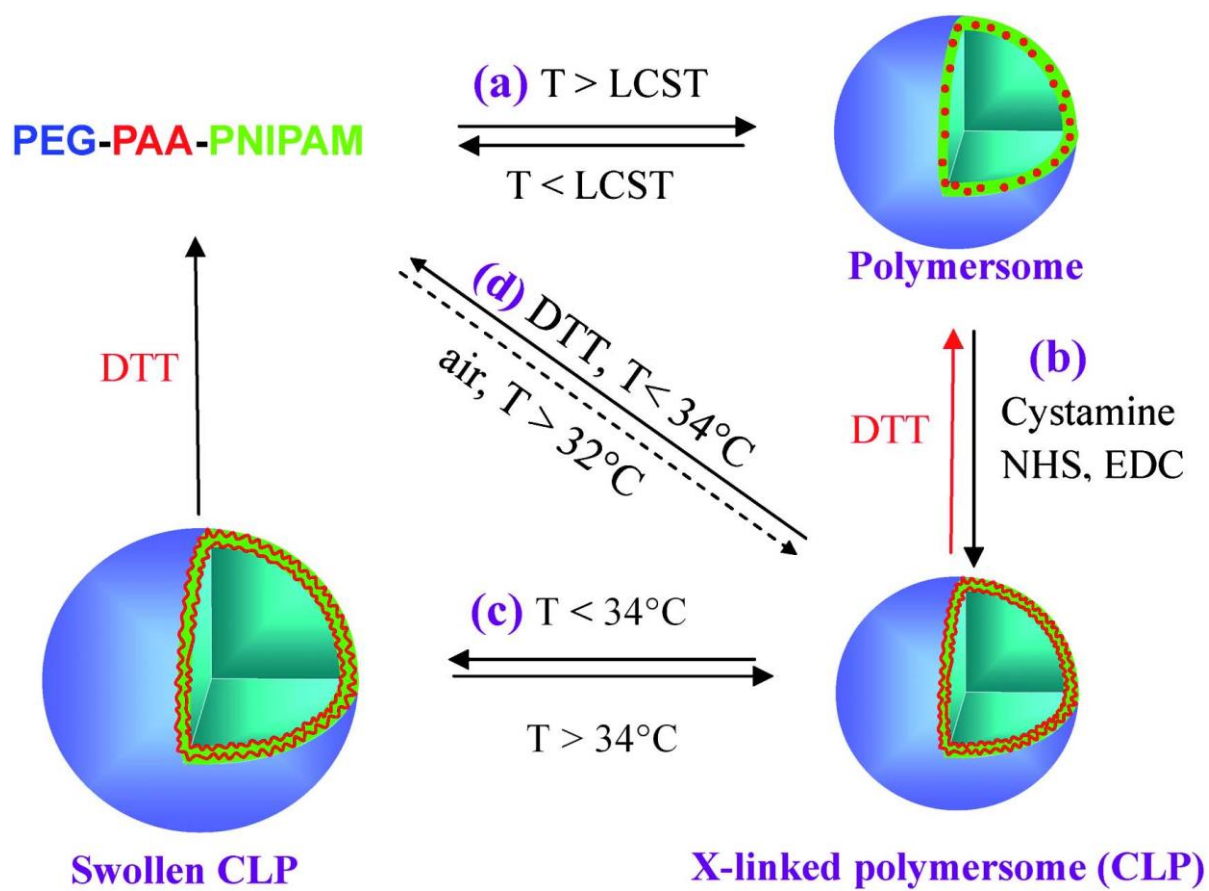 (a) T > LCST
PEG-PAA-PNIPAM
T < LCST
Polymersome
(d) DTT, T< 34°C
air, T > 32°C
DTT
DTT
(b)
Cystamine
NHS, EDC
(c) T < 34°C
T > 34°C
Swollen CLP
X-linked polymersome (CLP)